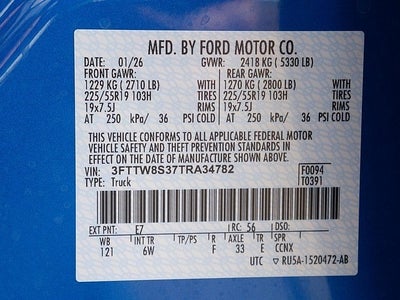 MFD. BY FORD MOTOR CO.
DATE: 01/26 GVWR: 2418 KG ( 5330 LB)
FRONT GAWR: REAR GAWR:
1229 KG ( 2710 LB) WITH 1270 KG ( 2800 LB) WITH
225/55R19 103H TIRES 225/55R19 103H TIRES
19x7.5J RIMS 19x7.5J RIMS
AT 250 kPa/ 36 PSI COLD AT 250 kPa/ 36 PSI COLD
THIS VEHICLE CONFORMS TO ALL APPLICABLE FEDERAL MOTOR
VEHICLE SAFETY AND THEFT PREVENTION STANDARDS IN
EFFECT ON THE DATE OF MANUFACTURE SHOWN ABOVE.
VIN: 3FTTW8S37TRA34782 F0094
TYPE: Truck T0391
EXT PNT: E7 RC: 56 DSO:
WB INT TR TP/PS R AXLE TR SPR
121 6W F 33 E CCNX
UTC ▽ RU5A-1520472-AB